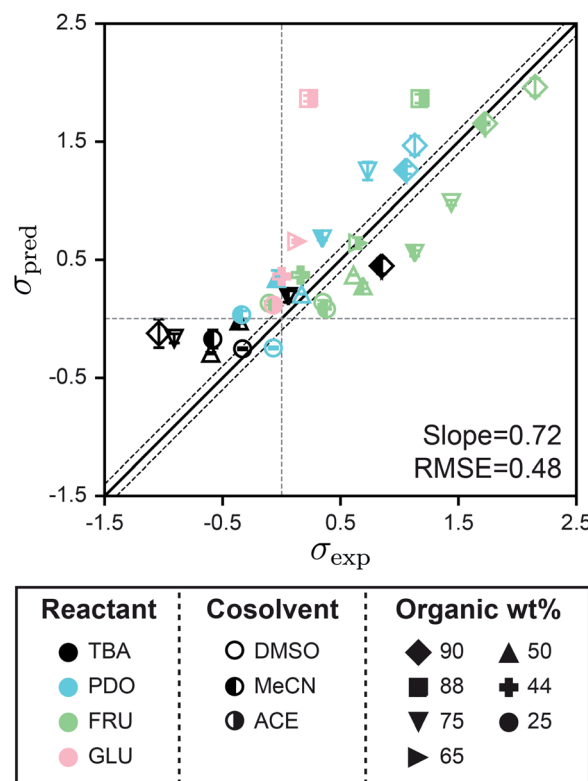 2.5
1.5
0.5
-0.5
-1.5
σpred
Slope=0.72
RMSE=0.48
-1.5 -0.5 0.5 1.5 2.5
σexp
Reactant Cosolvent Organic wt%
TBA DMSO 90 50
PDO MeCN 88 44
FRU ACE 75 25
GLU 65